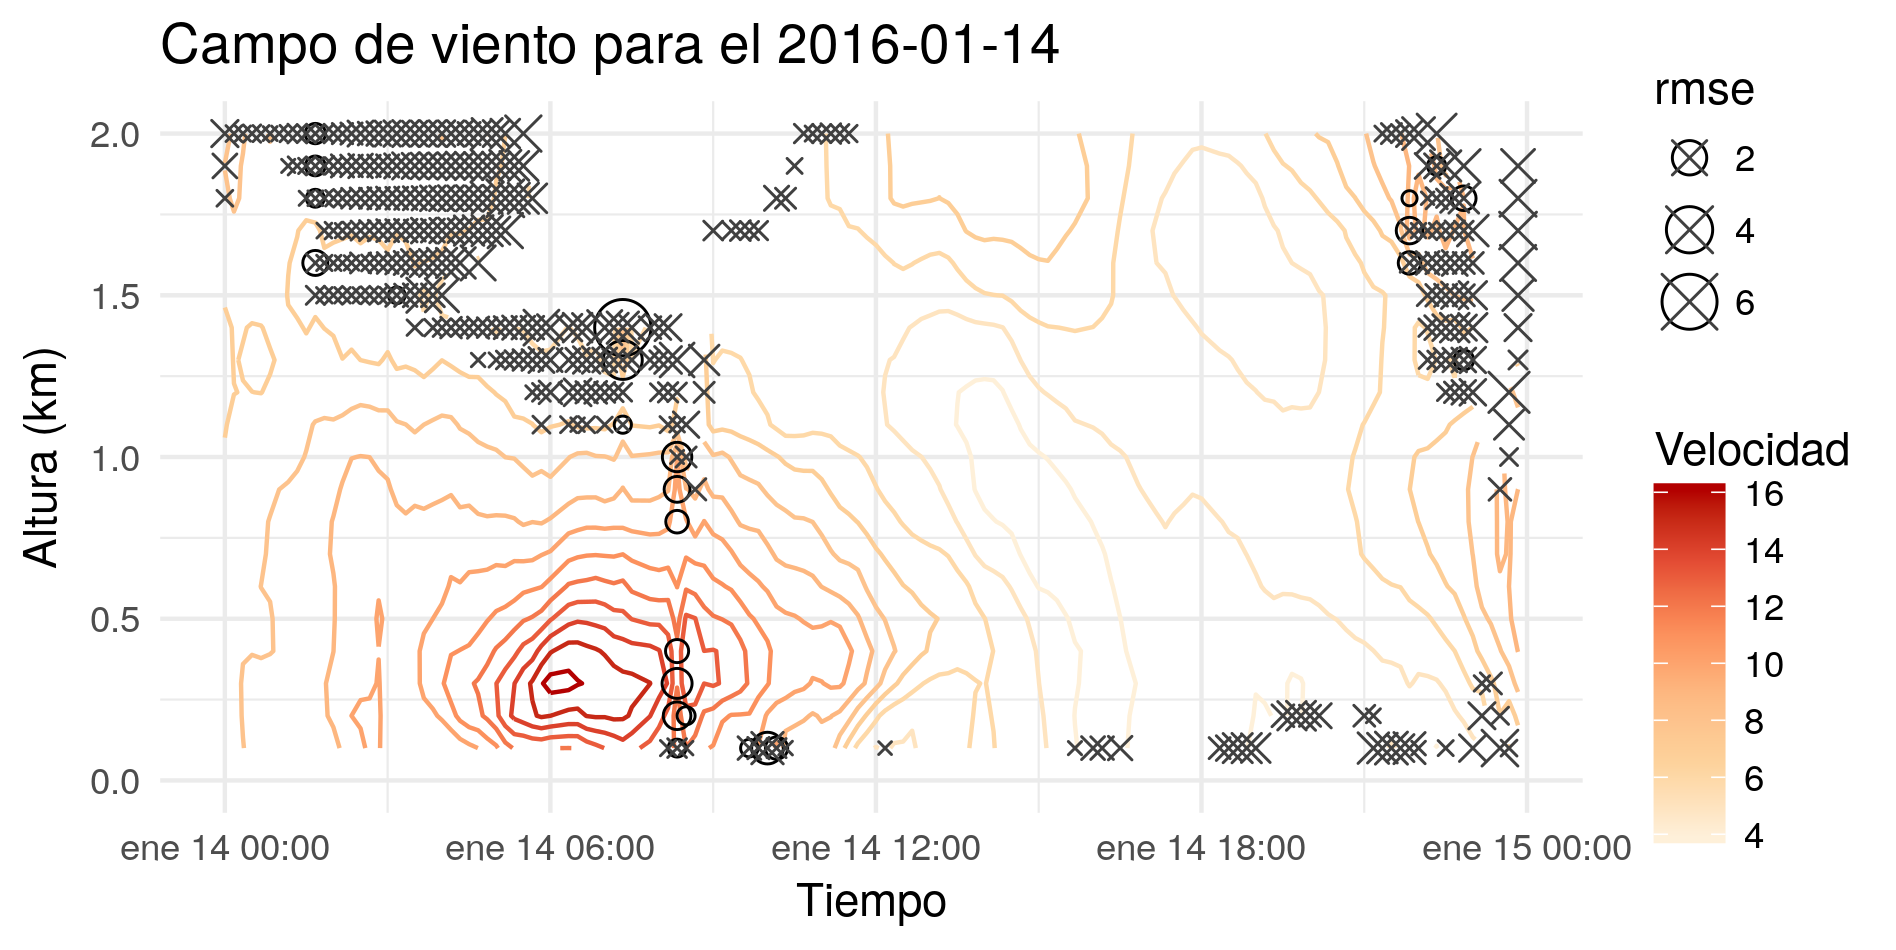 Campo de viento para el 2016-01-14
Altura (km)
2.0
1.5
1.0
0.5
0.0
ene 14 00:00
ene 14 06:00
ene 14 12:00
ene 14 18:00
ene 15 00:00
Tiempo
rmse
2
4
6
Velocidad
16
14
12
10
8
6
4